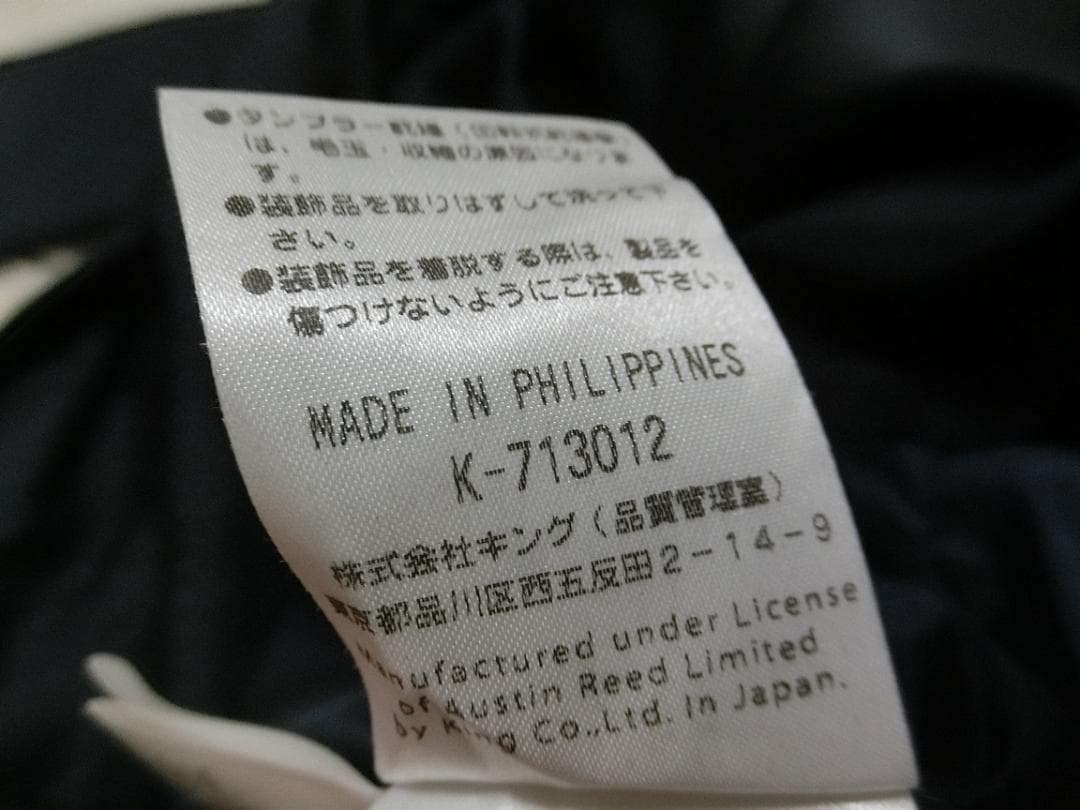 ●タンブラー乾燥（回転式乾燥機）
は、毛玉・収縮の原因になりま
す。
●装飾品を取りはずして洗って下
さい。
●装飾品を着脱する際は、製品を
傷つけないようにご注意下さい。
MADE IN PHILIPPINES
K-713012
株式会社キング（品質管理室）
東京都品川区西五反田2-14-9
Manufactured under License
of Austin Reed Limited
by King Co.,Ltd. In Japan.